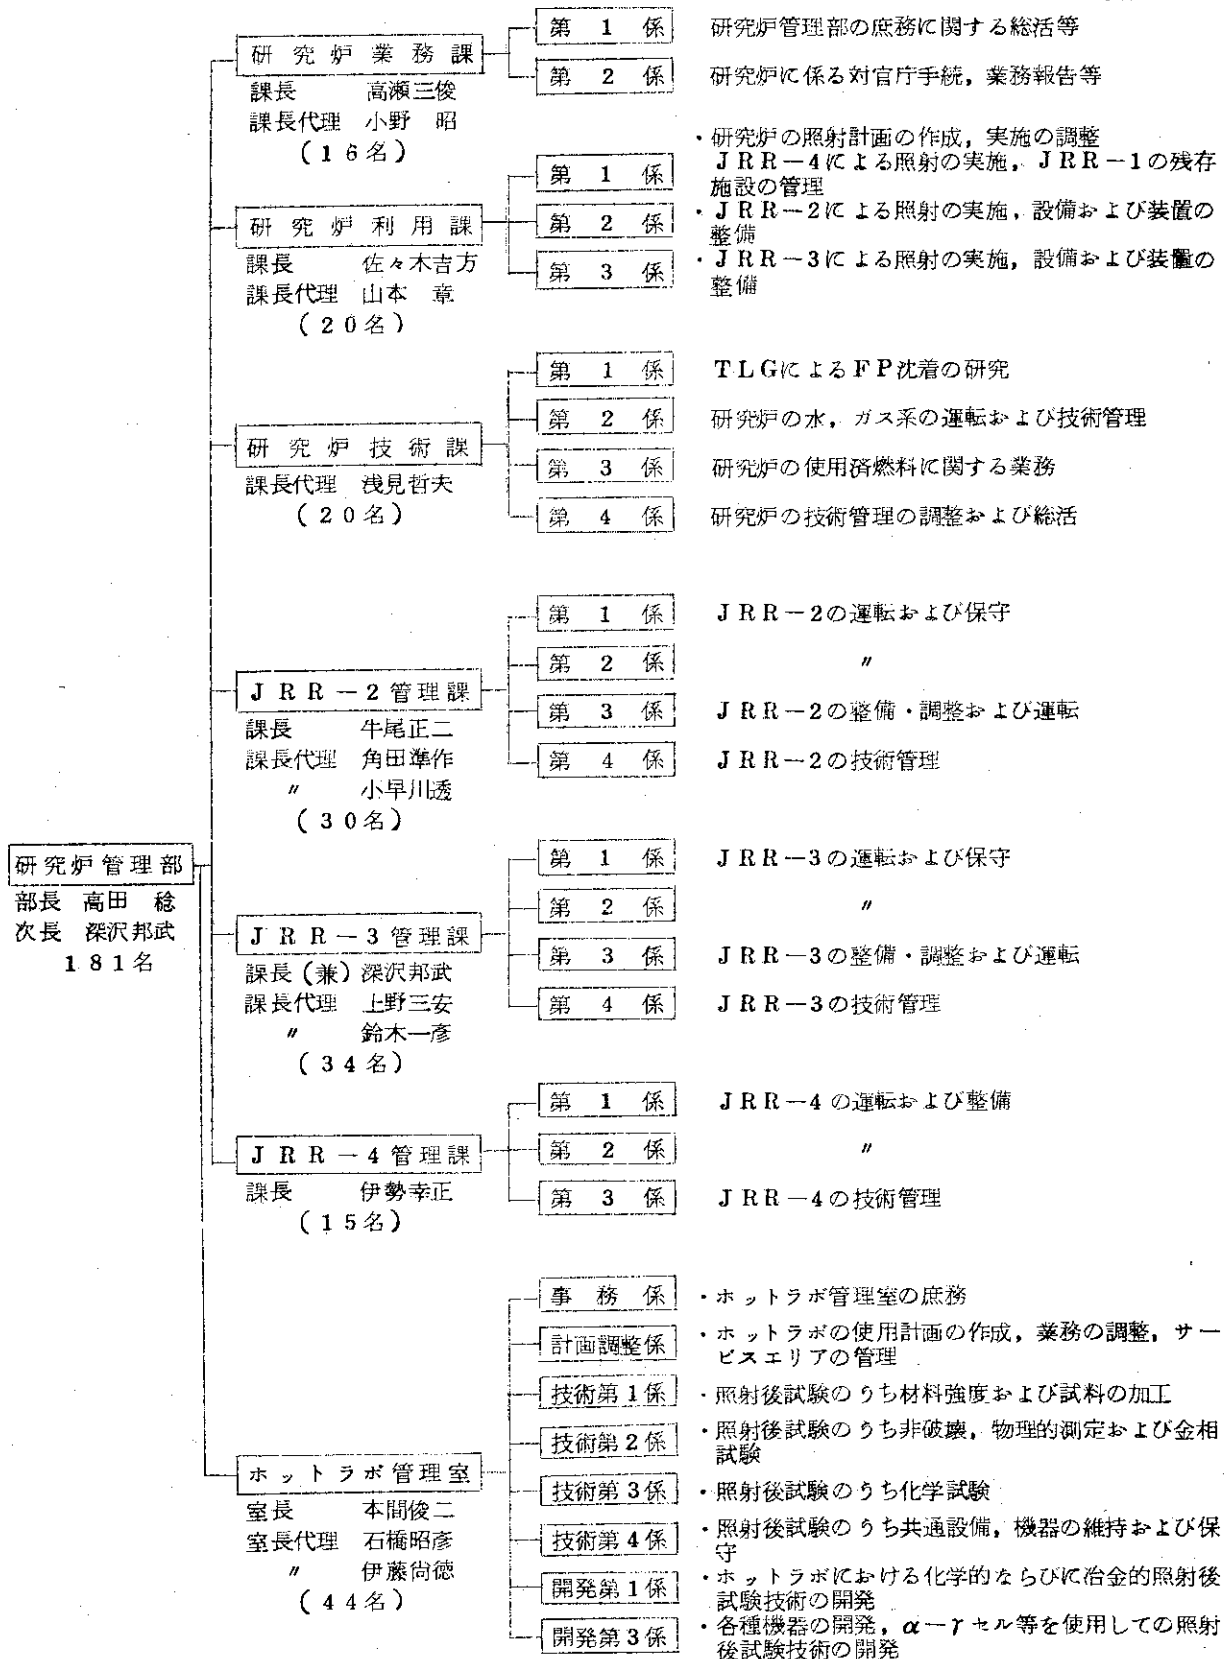 研究炉管理部
部長 高田 稔
次長 深沢邦武
181名
研究炉業務課
課長 高瀬三俊
課長代理 小野 昭
(16名)
第1係 研究炉管理部の庶務に関する総活等
第2係 研究炉に係る対官庁手続,業務報告等
研究炉利用課
課長 佐々木吉方
課長代理 山本 章
(20名)
・研究炉の照射計画の作成,実施の調整
第1係 JRR-4による照射の実施,JRR-1の残存
施設の管理
第2係 ・JRR-2による照射の実施,設備および装置の
整備
第3係 ・JRR-3による照射の実施,設備および装置の
整備
研究炉技術課
課長代理 浅見哲夫
(20名)
第1係 TLGによるFP沈着の研究
第2係 研究炉の水,ガス系の運転および技術管理
第3係 研究炉の使用済燃料に関する業務
第4係 研究炉の技術管理の調整および総活
JRR-2管理課
課長 牛尾正二
課長代理 角田準作
〃 小早川透
(30名)
第1係 JRR-2の運転および保守
第2係 〃
第3係 JRR-2の整備・調整および運転
第4係 JRR-2の技術管理
JRR-3管理課
課長(兼)深沢邦武
課長代理 上野三安
〃 鈴木一彦
(34名)
第1係 JRR-3の運転および保守
第2係 〃
第3係 JRR-3の整備・調整および運転
第4係 JRR-3の技術管理
JRR-4管理課
課長 伊勢幸正
(15名)
第1係 JRR-4の運転および整備
第2係 〃
第3係 JRR-4の技術管理
ホットラボ管理室
室長 本間俊二
室長代理 石橋昭彦
〃 伊藤尚徳
(44名)
事務係 ・ホットラボ管理室の庶務
計画調整係 ・ホットラボの使用計画の作成,業務の調整,サー
ビスエリアの管理
技術第1係 ・照射後試験のうち材料強度および試料の加工
技術第2係 ・照射後試験のうち非破壊,物理的測定および金相
試験
技術第3係 ・照射後試験のうち化学試験
技術第4係 ・照射後試験のうち共通設備,機器の維持および保
守
開発第1係 ・ホットラボにおける化学的ならびに冶金的照射後
試験技術の開発
開発第3係 ・各種機器の開発,α-γセル等を使用しての照射
後試験技術の開発